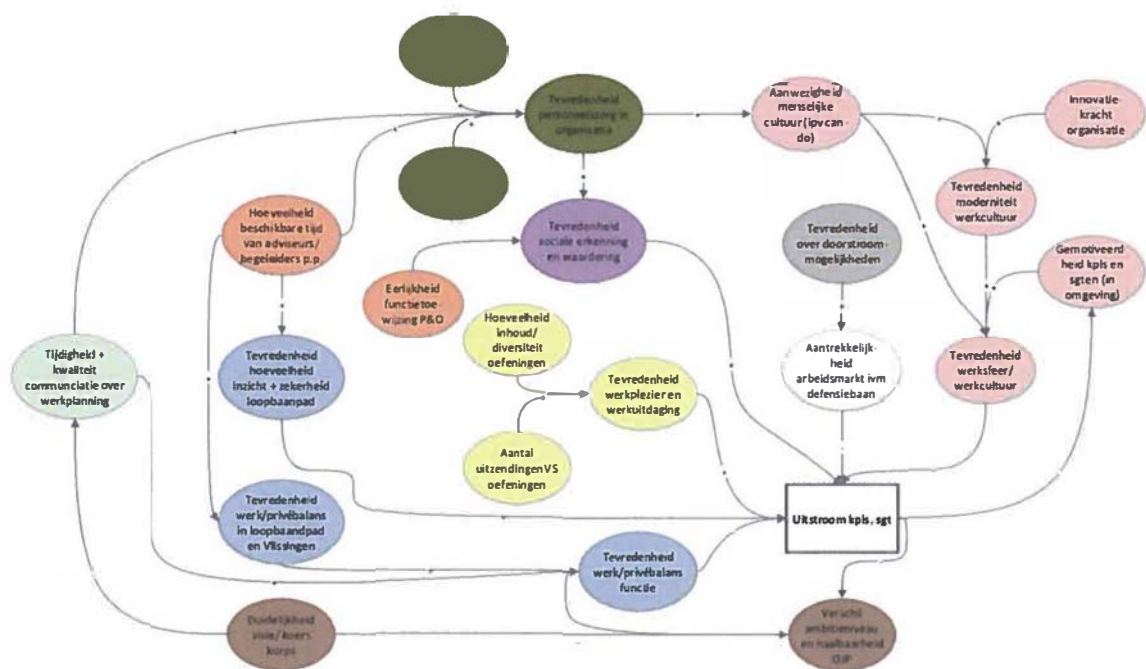 Tevredenheid
personeelszorg in
organisatie
Aanwezigheid
menselijke
cultuur (ipv can-
do)
Innovatie-
kracht
organisatie
Tevredenheid
moderniteit
werkcultuur
Hoeveelheid
beschikbare tijd
van adviseurs/
begeleiders p.p.
Tevredenheid
sociale erkenning
en waardering
Tevredenheid
over doorstroom-
mogelijkheden
Gemotiveerd
heid kpls en
sgten (in
omgeving)
Eerlijkheid
functietoe-
wijzing P&O
Hoeveelheid
inhoud/
diversiteit
oefeningen
Tijdigheid +
kwaliteit
communciatie over
werkplanning
Tevredenheid
hoeveelheid
inzicht + zekerheid
loopbaanpad
Tevredenheid
werkplezier en
werkuitdaging
Aantrekkelijk-
heid
arbeidsmarkt ivm
defensiebaan
Tevredenheid
werksfeer/
werkcultuur
Aantal
uitzendingen VS
oefeningen
Tevredenheid
werk/privébalans
in loopbaandpad
en Vlissingen
Uitstroom kpls, sgt
Tevredenheid
werk/privébalans
functie
Duidelijkheid
visie/koers
korps
Verschil
ambitieniveau
en haalbaarheid